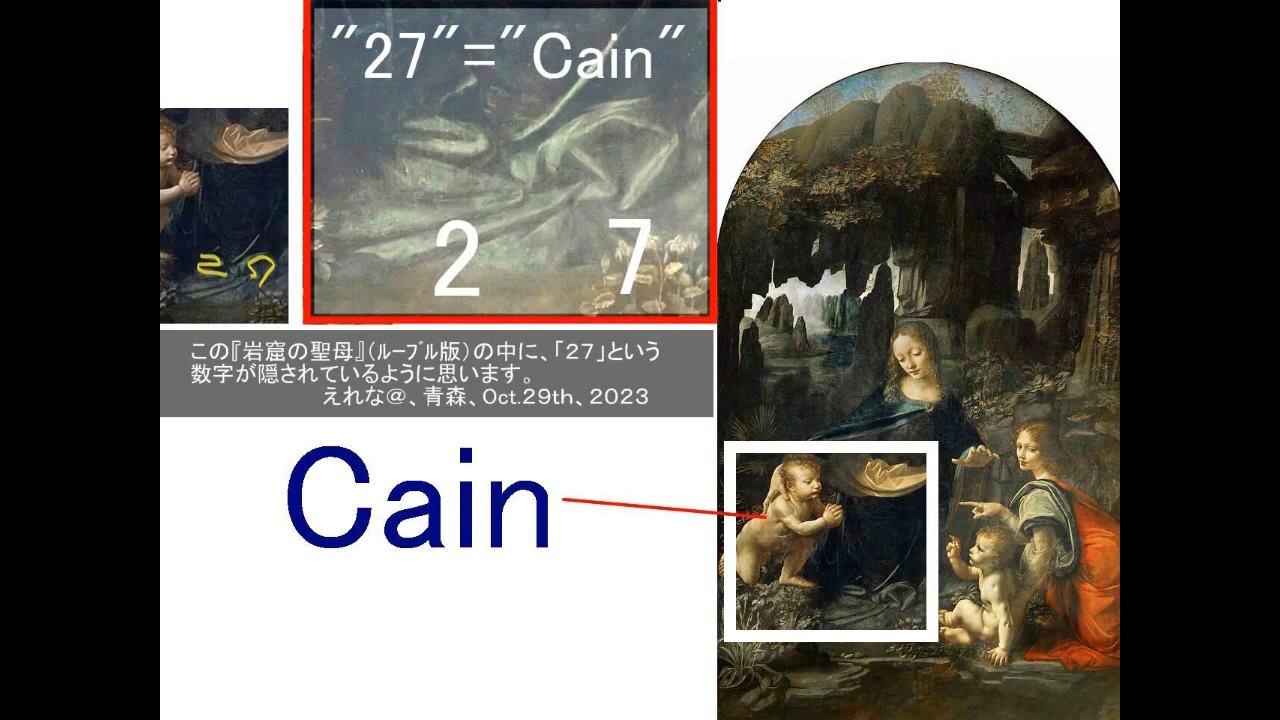 "27"="Cain"
2 7
27
この『岩窟の聖母』(ﾙｰﾌﾞﾙ版)の中に、「２７」という
数字が隠されているように思います。
えれな＠、青森、Oct.29th、2023
Cain